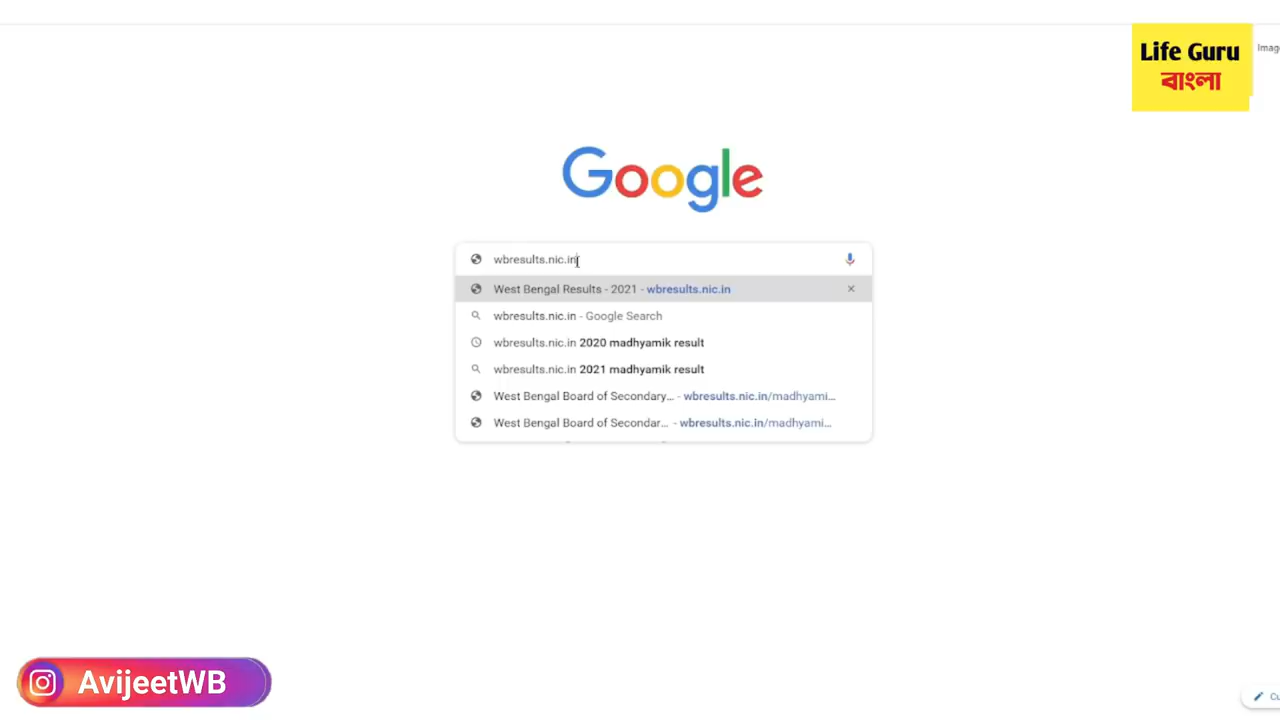 Life Guru
বাংলা
Google
wbresults.nic.in
West Bengal Results - 2021 - wbresults.nic.in
wbresults.nic.in - Google Search
wbresults.nic.in 2020 madhyamik result
wbresults.nic.in 2021 madhyamik result
West Bengal Board of Secondary... - wbresults.nic.in/madhyami...
West Bengal Board of Secondar... - wbresults.nic.in/madhyami...
AvijeetWB